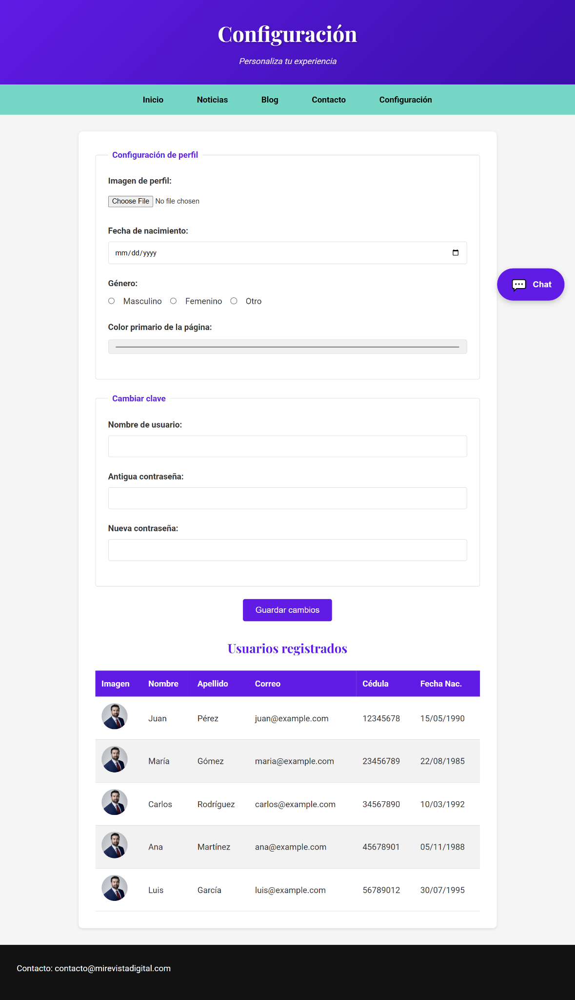 Configuración
Personaliza tu experiencia
Inicio Noticias Blog Contacto Configuración
Configuración de perfil
Imagen de perfil:
Choose File No file chosen
Fecha de nacimiento:
mm/dd/yyyy
Género:
Masculino Femenino Otro
Chat
Color primario de la página:
Cambiar clave
Nombre de usuario:
Antigua contraseña:
Nueva contraseña:
Guardar cambios
Usuarios registrados
Imagen Nombre Apellido Correo Cédula Fecha Nac.
Juan Pérez juan@example.com 12345678 15/05/1990
María Gómez maria@example.com 23456789 22/08/1985
Carlos Rodríguez carlos@example.com 34567890 10/03/1992
Ana Martínez ana@example.com 45678901 05/11/1988
Luis García luis@example.com 56789012 30/07/1995
Contacto: contacto@mirevistadigital.com